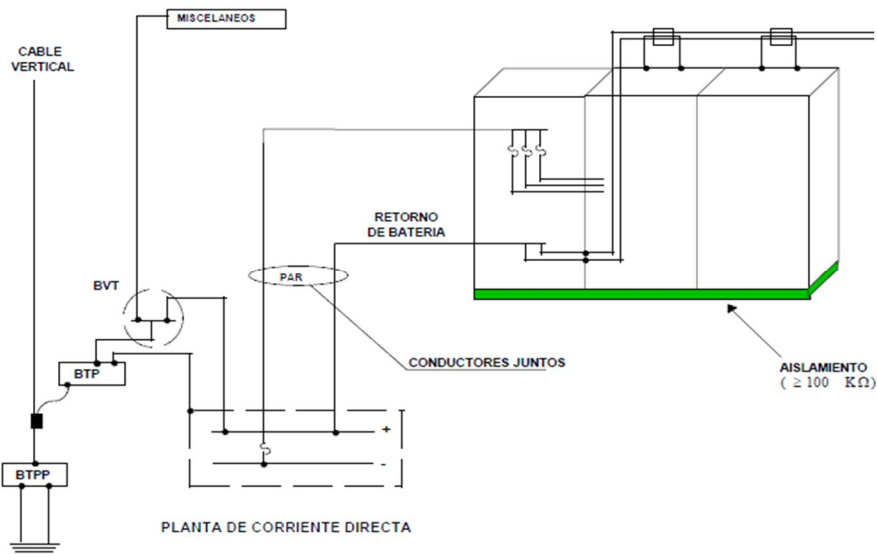 MISCELANEOS
CABLE
VERTICAL
RETORNO
DE BATERIA
PAR
BVT
CONDUCTORES JUNTOS
BTP
AISLAMIENTO
( ≥ 100 KΩ)
+
-
BTPP
PLANTA DE CORRIENTE DIRECTA